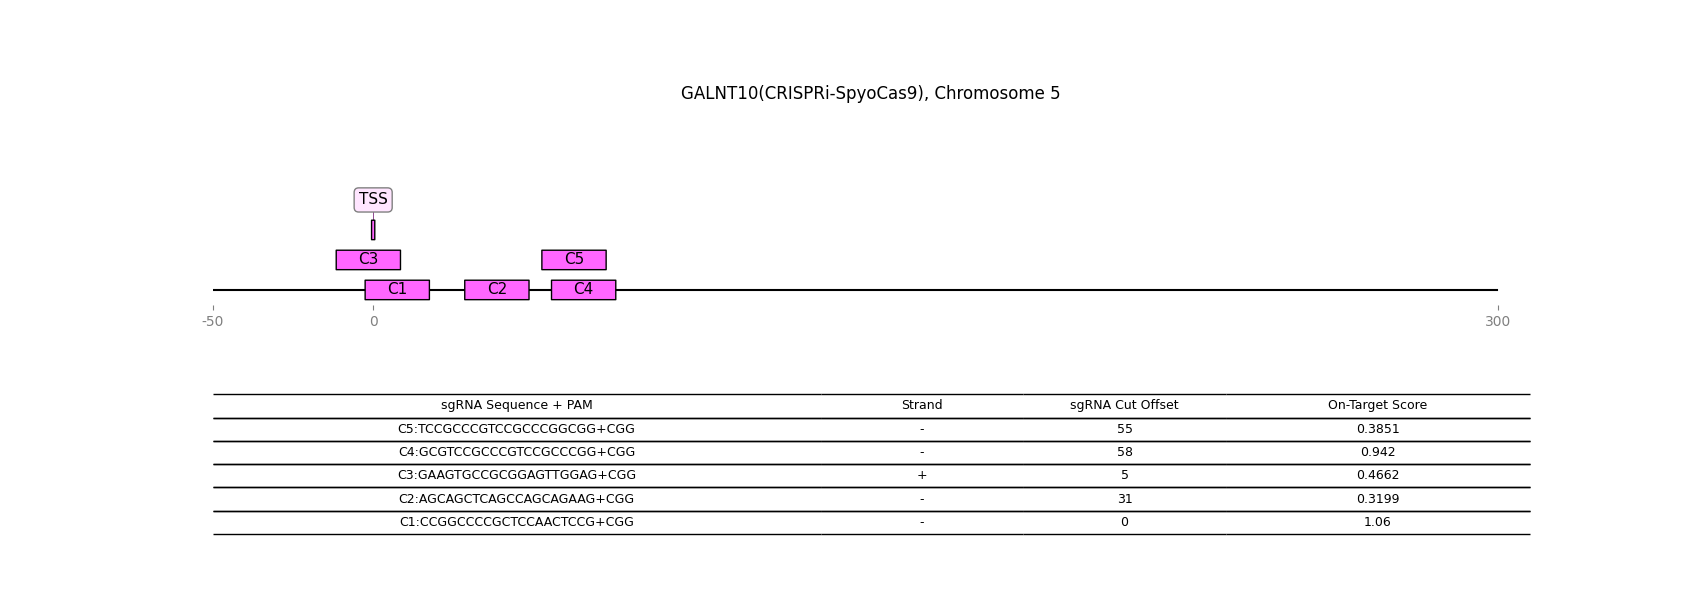 GALNT10(CRISPRi-SpyoCas9), Chromosome 5
TSS
C3 C5
C1 C2 C4
-50 0 300
sgRNA Sequence + PAM Strand sgRNA Cut Offset On-Target Score
C5:TCCGCCCGTCCGCCCGGCGG+CGG - 55 0.3851
C4:GCGTCCGCCCGTCCGCCCGG+CGG - 58 0.942
C3:GAAGTGCCGCGGAGTTGGAG+CGG + 5 0.4662
C2:AGCAGCTCAGCCAGCAGAAG+CGG - 31 0.3199
C1:CCGGCCCCGCTCCAACTCCG+CGG - 0 1.06